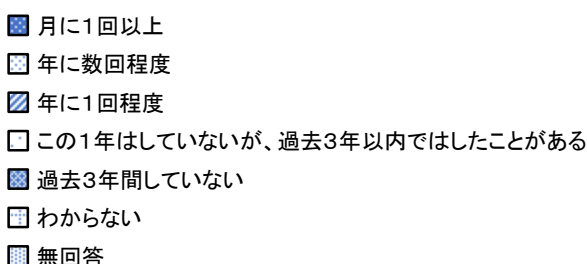 月に1回以上
年に数回程度
年に1回程度
この1年はしていないが、過去3年以内ではしたことがある
過去3年間していない
わからない
無回答